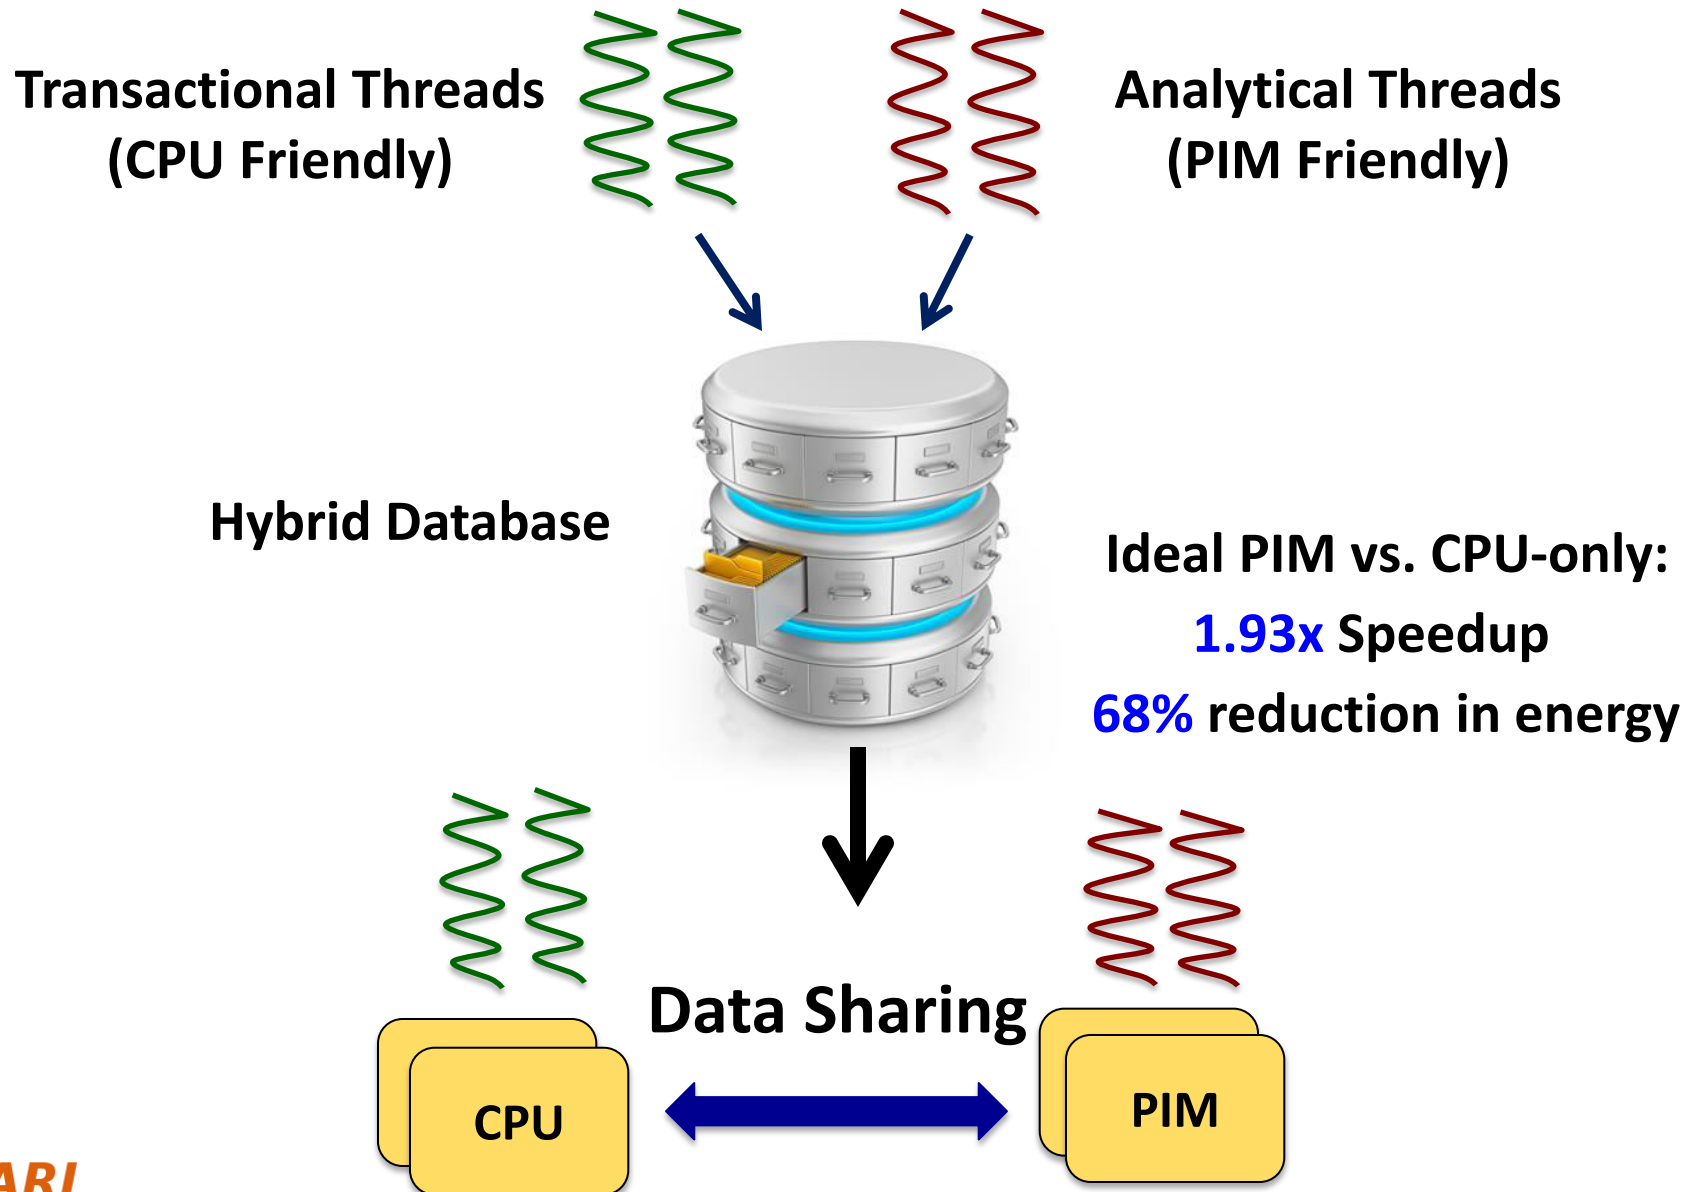 Transactional Threads
(CPU Friendly)
Analytical Threads
(PIM Friendly)
Hybrid Database
Ideal PIM vs. CPU-only:
1.93x Speedup
68% reduction in energy
Data Sharing
CPU
PIM